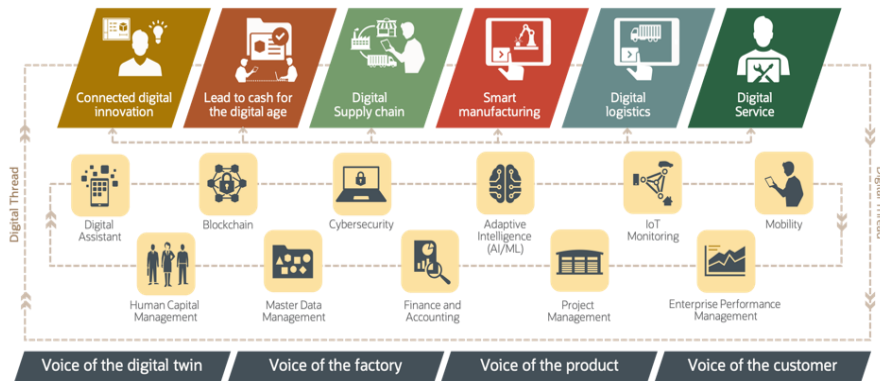 Connected digital
innovation
Lead to cash for
the digital age
Digital
Supply chain
Smart
manufacturing
Digital
logistics
Digital
Service
Digital Thread
Digital
Assistant
Blockchain
Cybersecurity
Adaptive
Intelligence
(AI/ML)
IoT
Monitoring
Mobility
Digital Thread
Human Capital
Management
Master Data
Management
Finance and
Accounting
Project
Management
Enterprise Performance
Management
Voice of the digital twin
Voice of the factory
Voice of the product
Voice of the customer